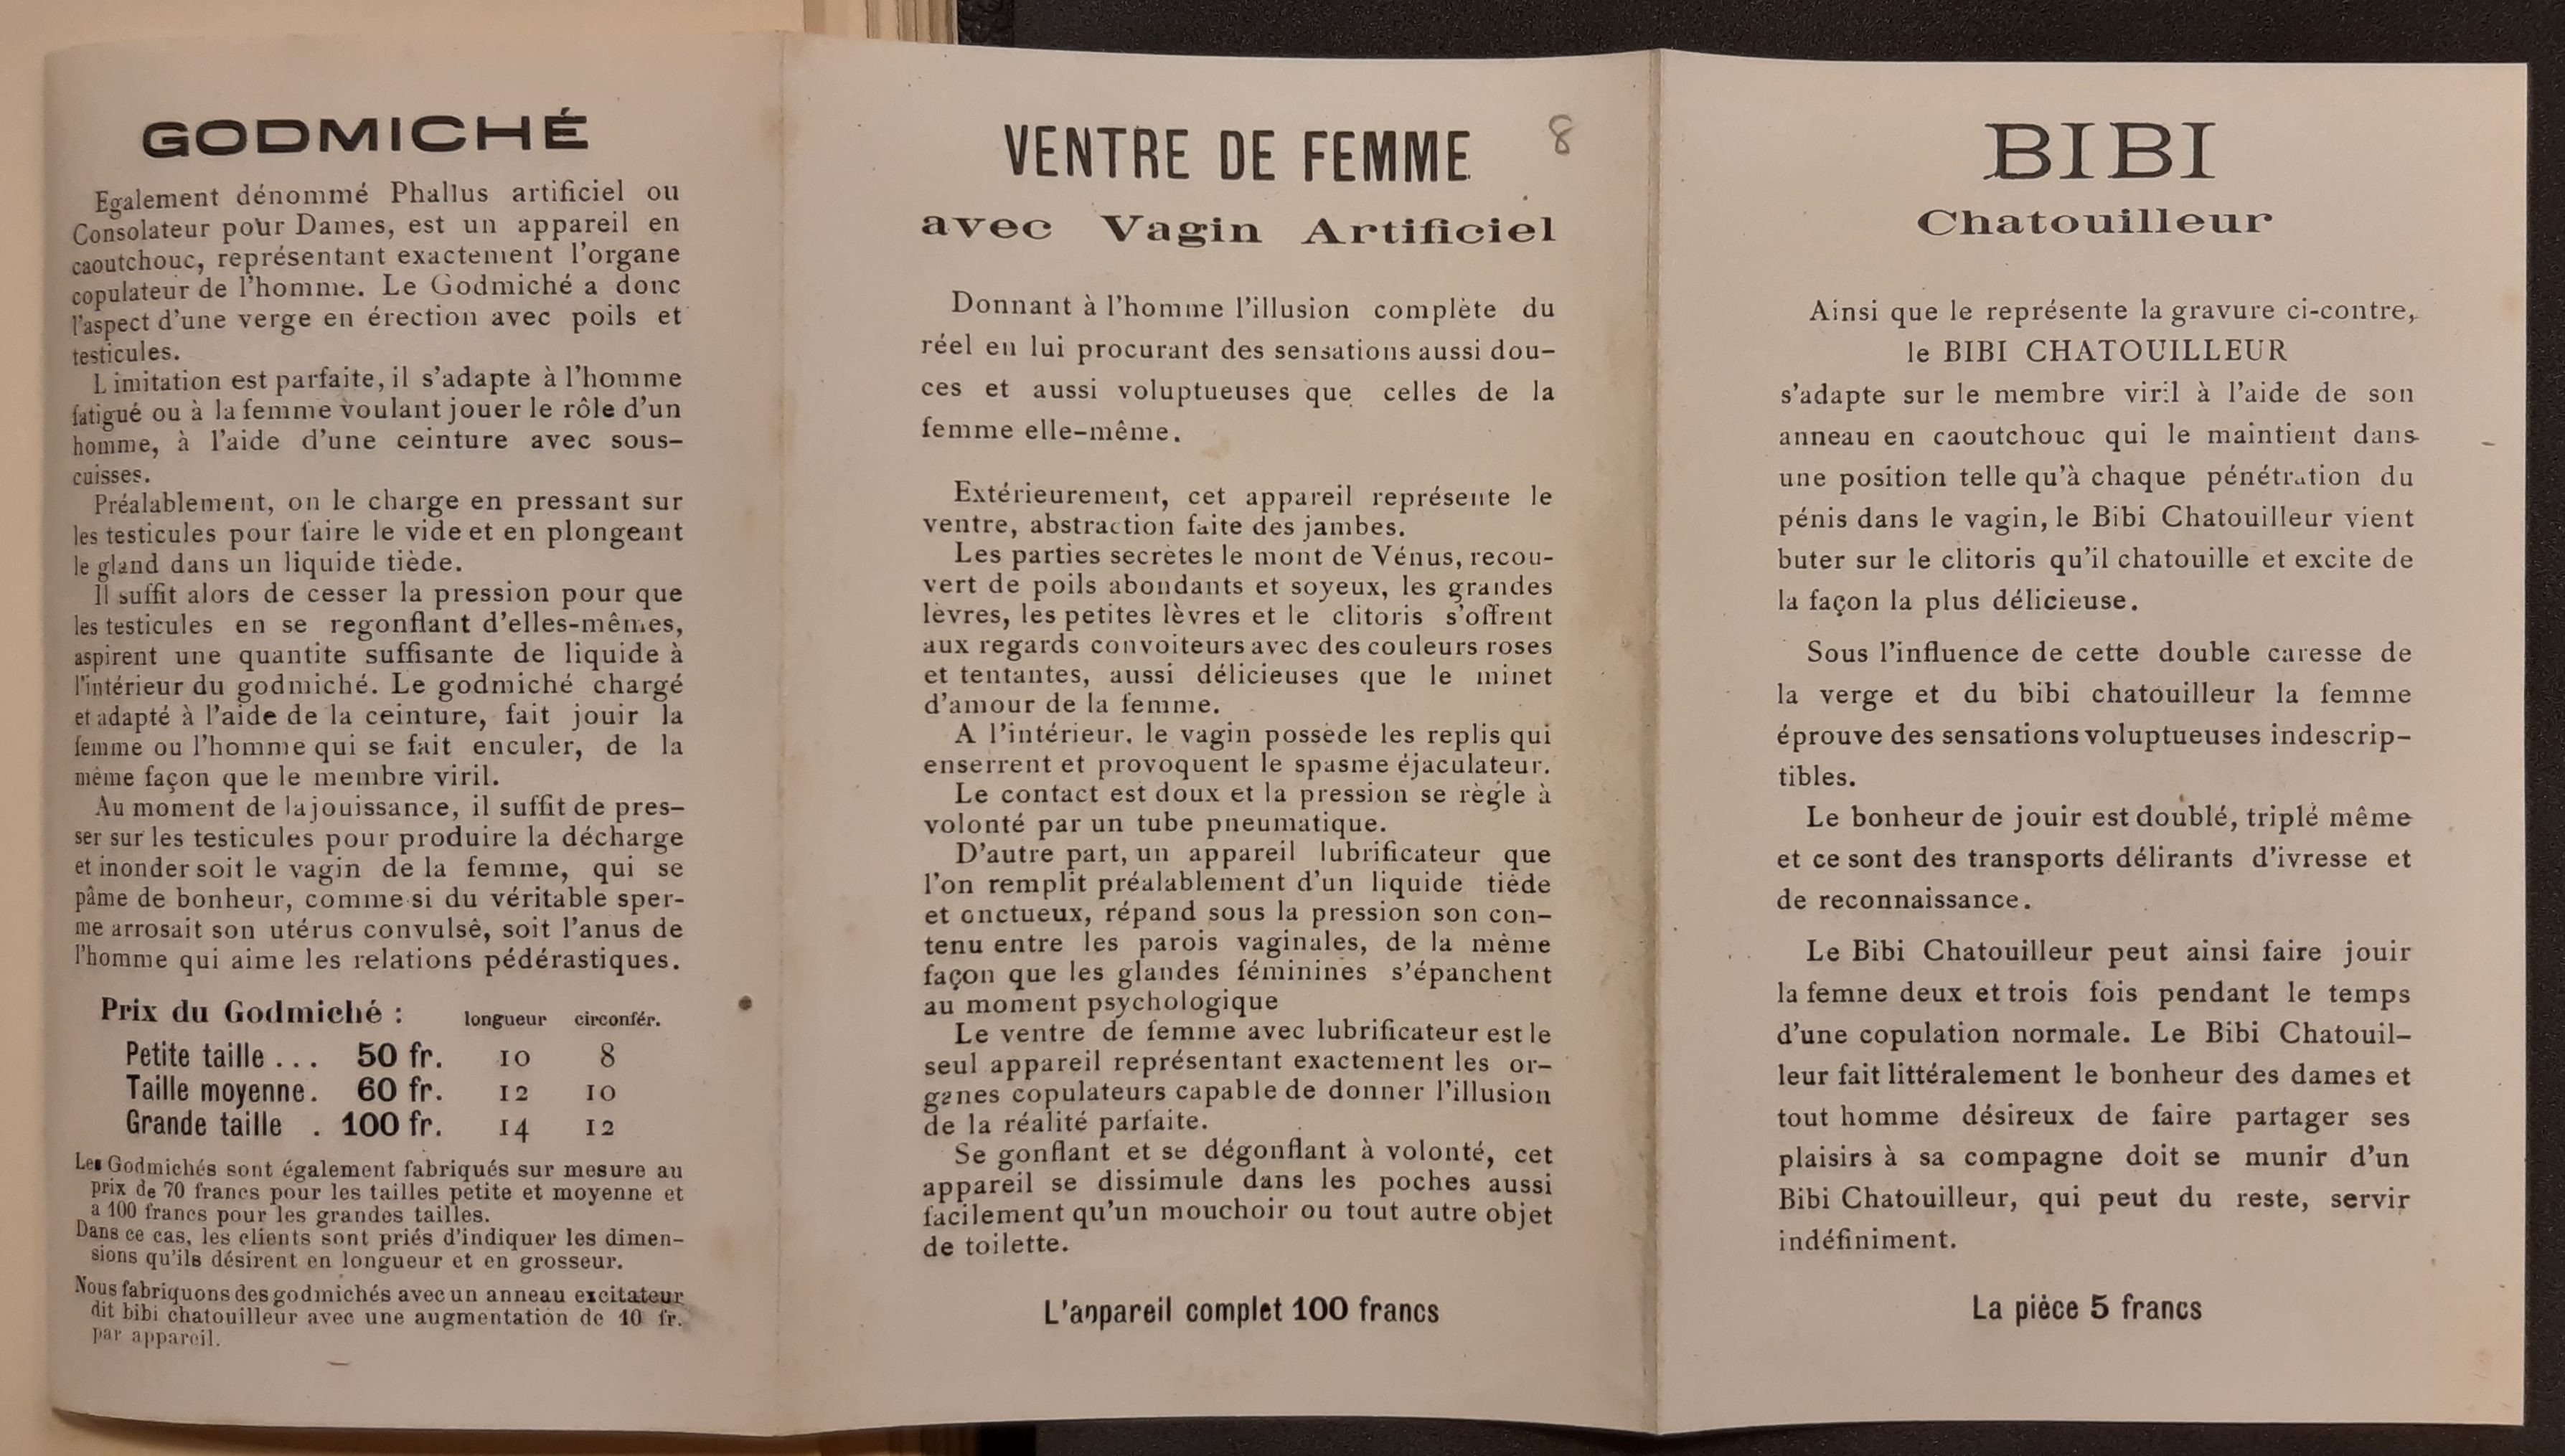 GODMICHÉ
Egalement dénommé Phallus artificiel ou
Consolateur pour Dames, est un appareil en
caoutchouc, représentant exactement l'organe
copulateur de l'homme. Le Godmiché a donc
l'aspect d'une verge en érection avec poils et
testicules.
L imitation est parfaite, il s'adapte à l'homme
fatigué ou à la femme voulant jouer le rôle d'un
homme, à l'aide d'une ceinture avec sous-
cuisses.
Préalablement, on le charge en pressant sur
les testicules pour faire le vide et en plongeant
le gland dans un liquide tiède.
Il suffit alors de cesser la pression pour que
les testicules en se regonflant d'elles-mêmes,
aspirent une quantite suffisante de liquide à
l'intérieur du godmiché. Le godmiché chargé
et adapté à l'aide de la ceinture, fait jouir la
femme ou l'homme qui se fait enculer, de la
même façon que le membre viril.
Au moment de la jouissance, il suffit de pres-
ser sur les testicules pour produire la décharge
et inonder soit le vagin de la femme, qui se
pâme de bonheur, comme si du véritable sper-
me arrosait son utérus convulsê, soit l'anus de
l'homme qui aime les relations pédérastiques.
Prix du Godmiché : longueur circonfér.
Petite taille ... 50 fr. 10 8
Taille moyenne. 60 fr. 12 10
Grande taille . 100 fr. 14 12
Les Godmichés sont également fabriqués sur mesure au
prix de 70 francs pour les tailles petite et moyenne et
a 100 francs pour les grandes tailles.
Dans ce cas, les clients sont priés d'indiquer les dimen-
sions qu'ils désirent en longueur et en grosseur.
Nous fabriquons des godmichés avec un anneau excitateur
dit bibi chatouilleur avec une augmentation de 10 fr.
par appareil.
VENTRE DE FEMME 8
avec Vagin Artificiel
Donnant à l'homme l'illusion complète du
réel en lui procurant des sensations aussi dou-
ces et aussi voluptueuses que celles de la
femme elle-même.
Extérieurement, cet appareil représente le
ventre, abstraction faite des jambes.
Les parties secrètes le mont de Vénus, recou-
vert de poils abondants et soyeux, les grandes
lèvres, les petites lèvres et le clitoris s'offrent
aux regards convoiteurs avec des couleurs roses
et tentantes, aussi délicieuses que le minet
d'amour de la femme.
A l'intérieur. le vagin possède les replis qui
enserrent et provoquent le spasme éjaculateur.
Le contact est doux et la pression se règle à
volonté par un tube pneumatique.
D'autre part, un appareil lubrificateur que
l'on remplit préalablement d'un liquide tiède
et onctueux, répand sous la pression son con-
tenu entre les parois vaginales, de la même
façon que les glandes féminines s'épanchent
au moment psychologique
Le ventre de femme avec lubrificateur est le
seul appareil représentant exactement les or-
ganes copulateurs capable de donner l'illusion
de la réalité parfaite.
Se gonflant et se dégonflant à volonté, cet
appareil se dissimule dans les poches aussi
facilement qu'un mouchoir ou tout autre objet
de toilette.
L'appareil complet 100 francs
BIBI
Chatouilleur
Ainsi que le représente la gravure ci-contre,
le BIBI CHATOUILLEUR
s'adapte sur le membre viril à l'aide de son
anneau en caoutchouc qui le maintient dans
une position telle qu'à chaque pénétration du
pénis dans le vagin, le Bibi Chatouilleur vient
buter sur le clitoris qu'il chatouille et excite de
la façon la plus délicieuse.
Sous l'influence de cette double caresse de
la verge et du bibi chatouilleur la femme
éprouve des sensations voluptueuses indescrip-
tibles.
Le bonheur de jouir est doublé, triplé même
et ce sont des transports délirants d'ivresse et
de reconnaissance.
Le Bibi Chatouilleur peut ainsi faire jouir
la femne deux et trois fois pendant le temps
d'une copulation normale. Le Bibi Chatouil-
leur fait littéralement le bonheur des dames et
tout homme désireux de faire partager ses
plaisirs à sa compagne doit se munir d'un
Bibi Chatouilleur, qui peut du reste, servir
indéfiniment.
La pièce 5 francs